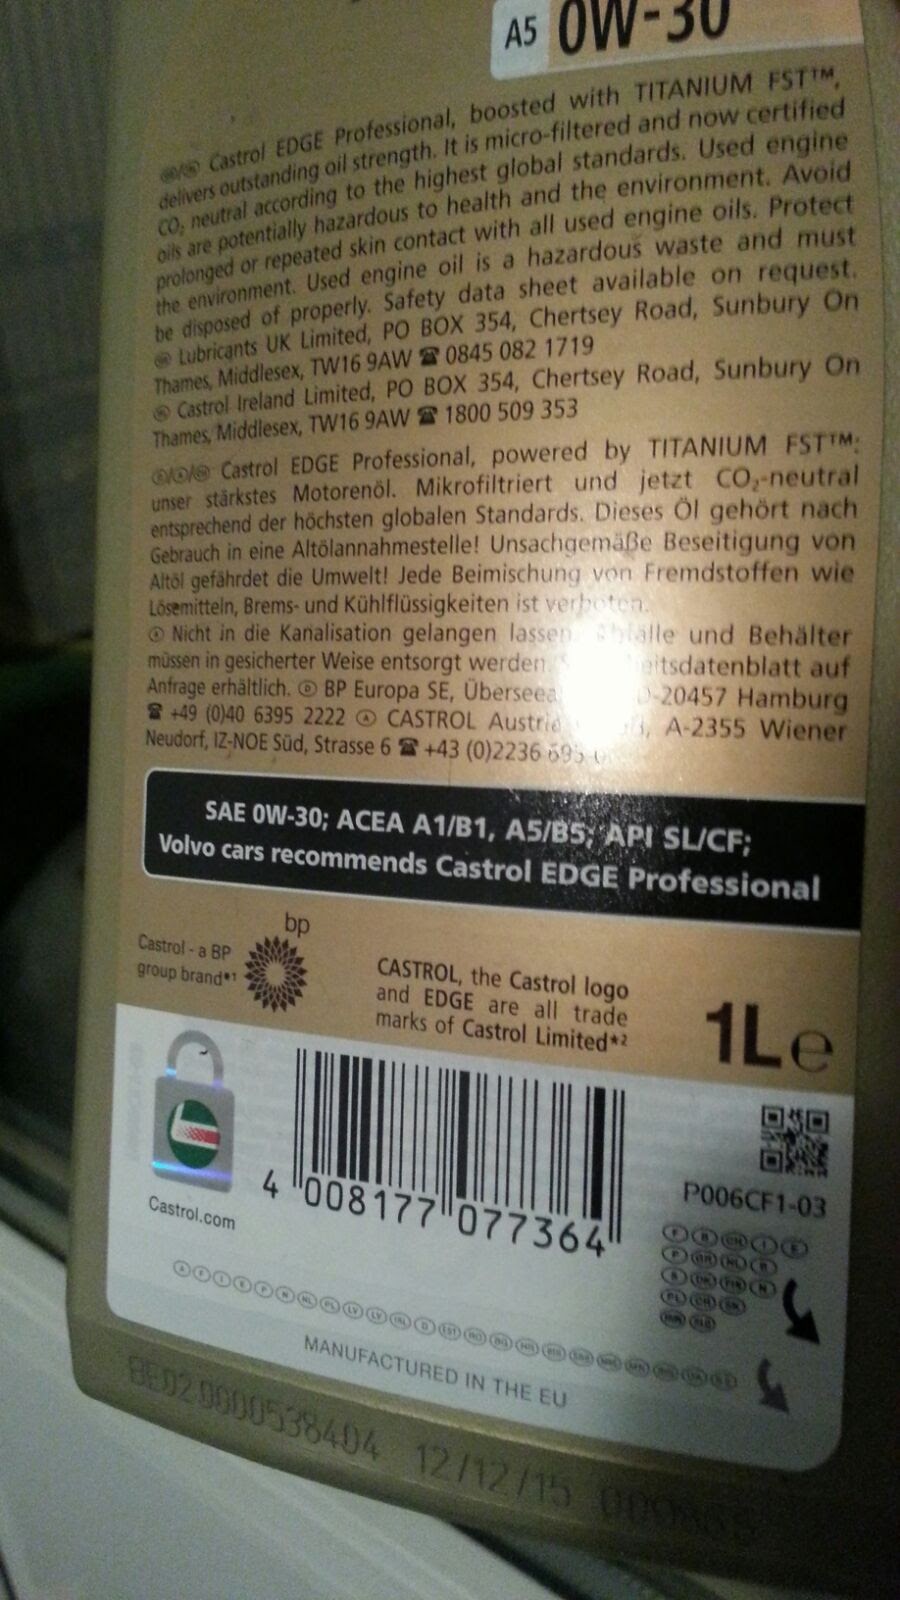 A5 0W-30
Castrol EDGE Professional, boosted with TITANIUM FST™,
delivers outstanding oil strength. It is micro-filtered and now certified
CO₂ neutral according to the highest global standards. Used engine
oils are potentially hazardous to health and the environment. Avoid
prolonged or repeated skin contact with all used engine oils. Protect
the environment. Used engine oil is a hazardous waste and must
be disposed of properly. Safety data sheet available on request.
Lubricants UK Limited, PO BOX 354, Chertsey Road, Sunbury On
Thames, Middlesex, TW16 9AW ☎ 0845 082 1719
Castrol Ireland Limited, PO BOX 354, Chertsey Road, Sunbury On
Thames, Middlesex, TW16 9AW ☎ 1800 509 353
Castrol EDGE Professional, powered by TITANIUM FST™:
unser stärkstes Motorenöl. Mikrofiltriert und jetzt CO₂-neutral
entsprechend der höchsten globalen Standards. Dieses Öl gehört nach
Gebrauch in eine Altölannahmestelle! Unsachgemäße Beseitigung von
Altöl gefährdet die Umwelt! Jede Beimischung von Fremdstoffen wie
Lösemitteln, Brems- und Kühlflüssigkeiten ist verboten.
Ⓐ Nicht in die Kanalisation gelangen lassen. Abfälle und Behälter
müssen in gesicherter Weise entsorgt werden. auf
Anfrage erhältlich. Ⓓ BP Europa SE, D-20457 Hamburg
☎ +49 (0)40 6395 2222 Ⓐ CASTROL Austria A-2355 Wiener
Neudorf, IZ-NOE Süd, Strasse 6 ☎ +43 (0)2236 695
SAE 0W-30; ACEA A1/B1, A5/B5; API SL/CF;
Volvo cars recommends Castrol EDGE Professional
bp
Castrol - a BP
group brand*¹
CASTROL, the Castrol logo
and EDGE are all trade
marks of Castrol Limited*²
1L ℮
4 008177 077364
Castrol.com
P006CF1-03
MANUFACTURED IN THE EU
BE02 0000538404 12/12/15